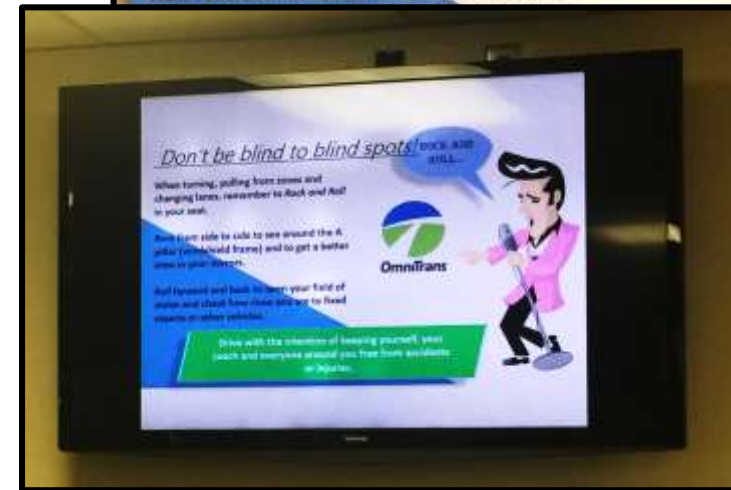 Don't be blind to blind spots!
ROCK AND
ROLL...
When turning, pulling from zones and
changing lanes, remember to Rock and Roll
in your seat.
Rock from side to side to see around the A
pillar (windshield frame) and to get a better
view in your mirrors.
Roll forward and back to open your field of
vision and check how close you are to fixed
objects or other vehicles.
OmniTrans
Drive with the intention of keeping yourself, your
coach and everyone around you free from accidents
or injuries.